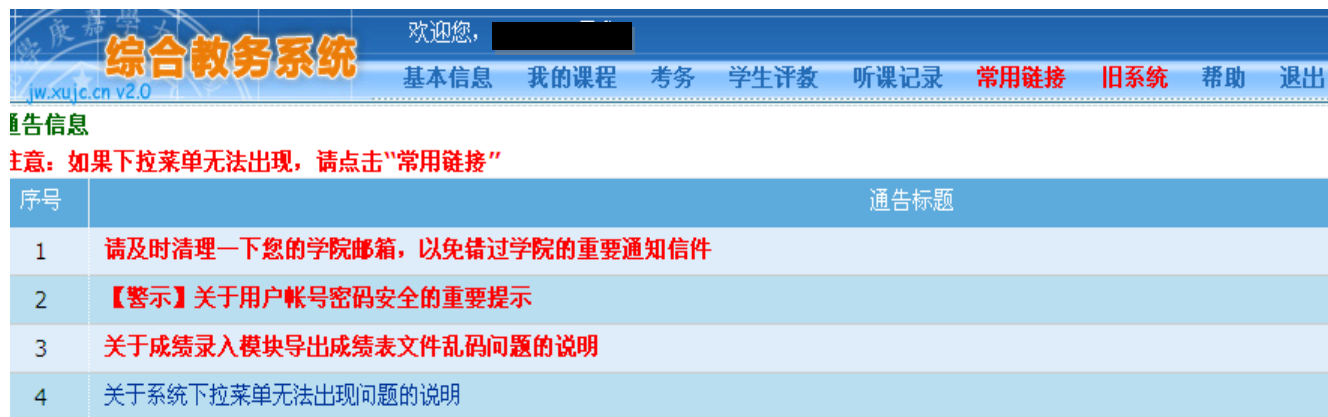 欢迎您，
综合教务系统
jw.xujc.cn v2.0
基本信息 我的课程 考务 学生评教 听课记录 常用链接 旧系统 帮助 退出
通告信息
注意：如果下拉菜单无法出现，请点击“常用链接”
序号 通告标题
1 请及时清理一下您的学院邮箱，以免错过学院的重要通知信件
2 【警示】关于用户帐号密码安全的重要提示
3 关于成绩录入模块导出成绩表文件乱码问题的说明
4 关于系统下拉菜单无法出现问题的说明